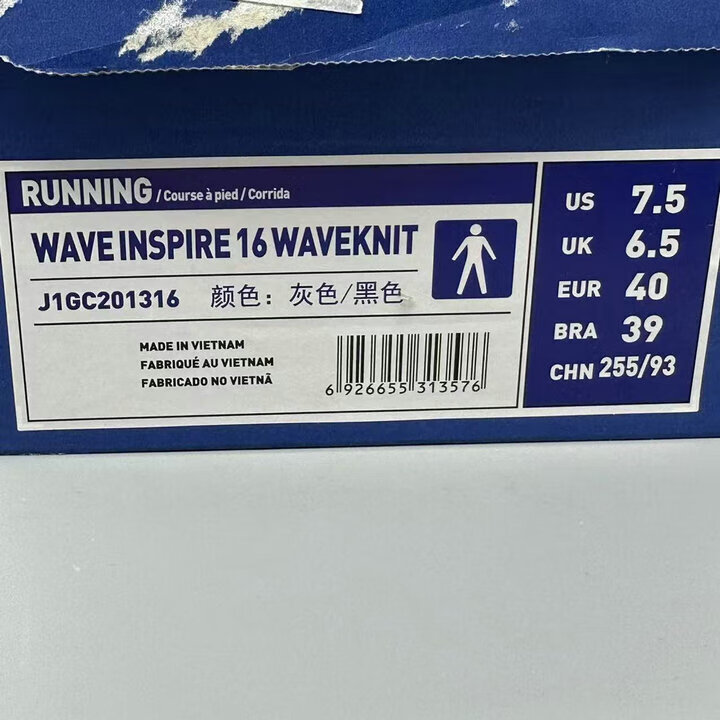 RUNNING / Course à pied / Corrida
WAVE INSPIRE 16 WAVEKNIT
J1GC201316 颜色：灰色/黑色
MADE IN VIETNAM
FABRIQUÉ AU VIETNAM
FABRICADO NO VIETNÃ
6 926655 313576
US 7.5
UK 6.5
EUR 40
BRA 39
CHN 255/93